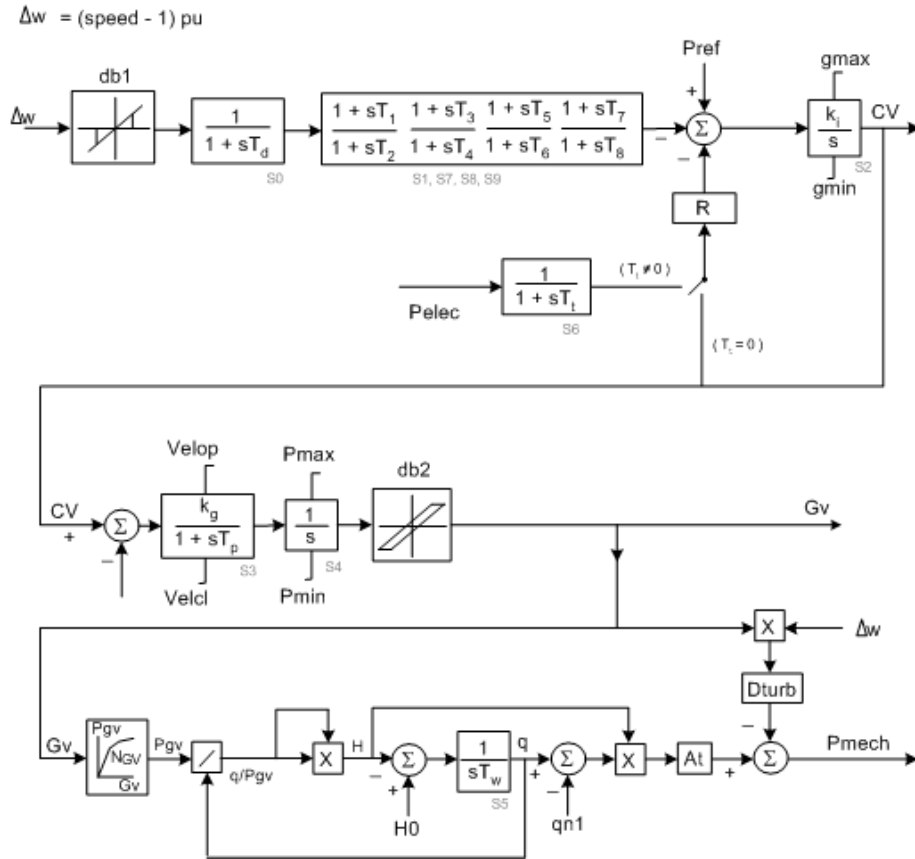 Δw = (speed - 1) pu
db1
Δw
1
1 + sT_d
S0
1 + sT_1
1 + sT_2
1 + sT_3
1 + sT_4
1 + sT_5
1 + sT_6
1 + sT_7
1 + sT_8
S1, S7, S8, S9
Pref
+
−
Σ
−
gmax
k_i
s
S2
gmin
CV
R
Pelec
1
1 + sT_t
S6
( T_t ≠ 0 )
( T_t = 0 )
CV
+
Σ
−
Velop
k_g
1 + sT_p
S3
Velcl
Pmax
1
s
S4
Pmin
db2
Gv
X
Δw
Dturb
−
Gv
Pgv
N_GV
Gv
Pgv
/
q/Pgv
X
H
−
Σ
+
H0
1
sT_w
S5
q
+
Σ
−
qn1
X
At
+
Σ
Pmech